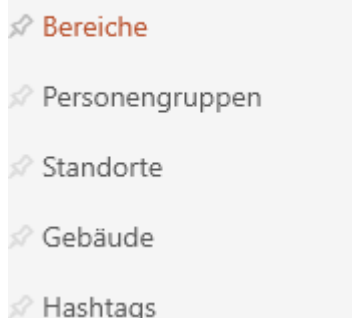 Bereiche
Personengruppen
Standorte
Gebäude
Hashtags